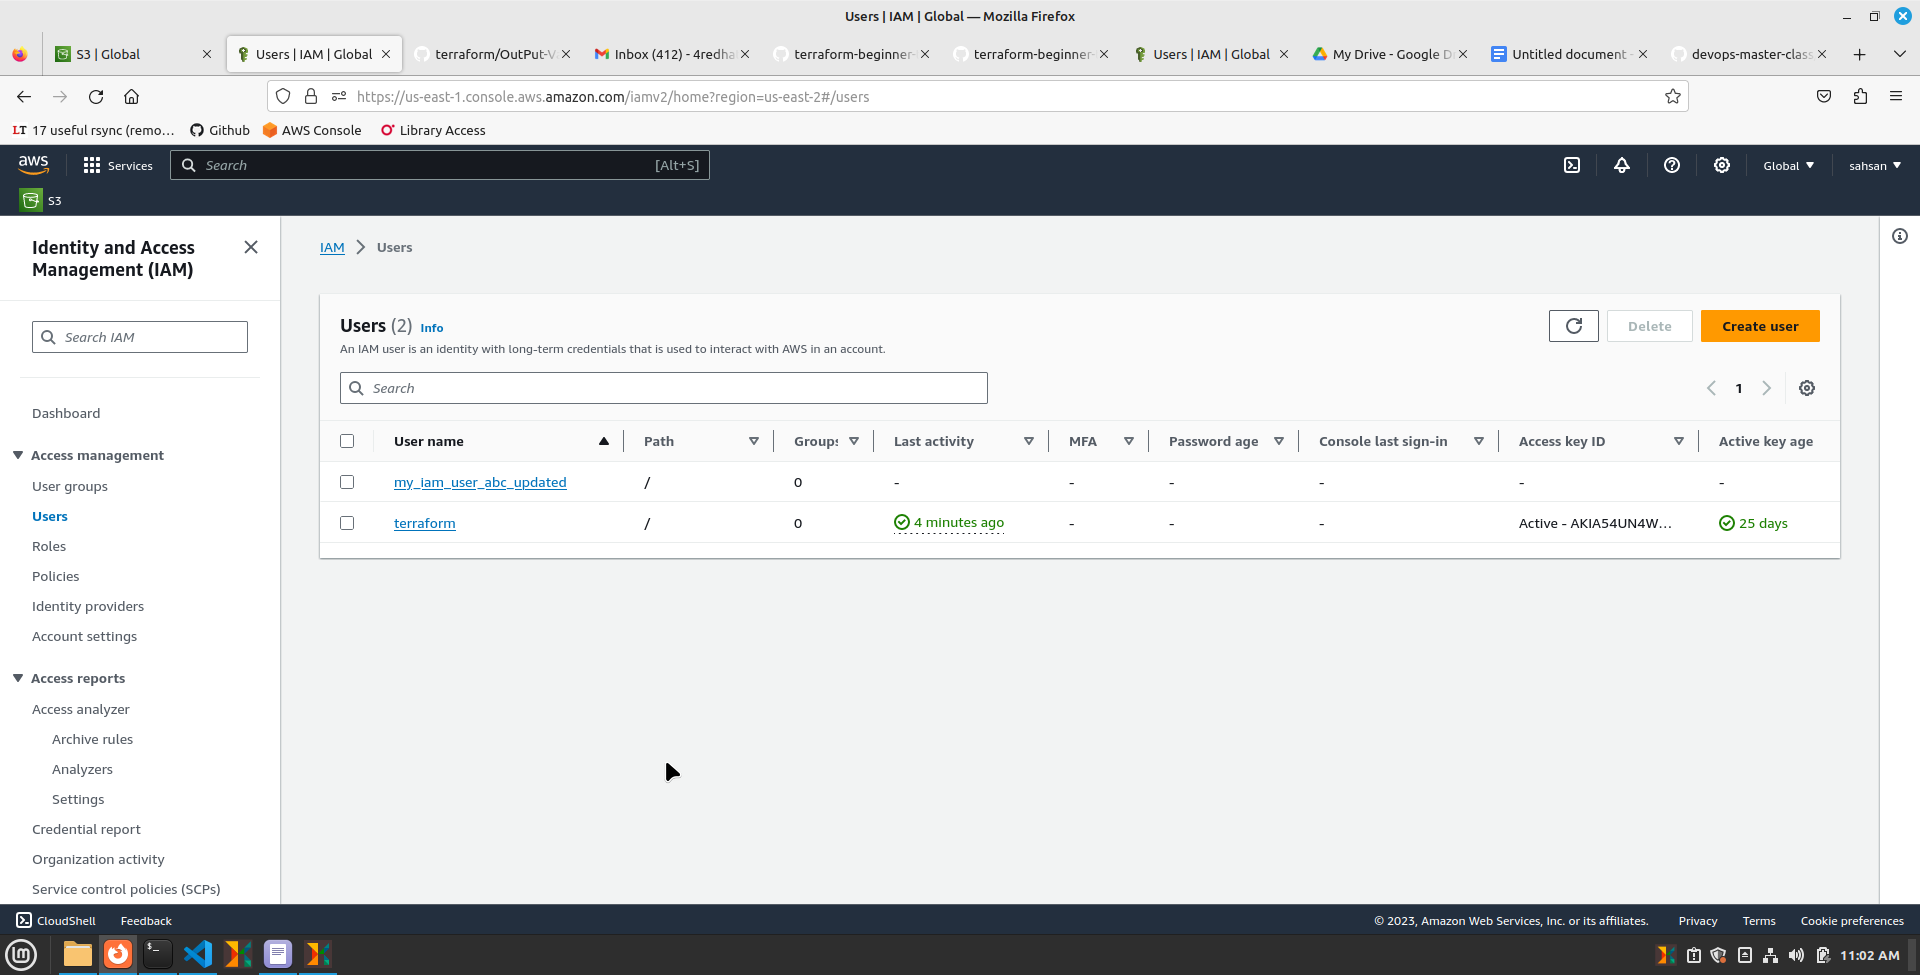 Users | IAM | Global — Mozilla Firefox
S3 | Global
Users | IAM | Global
terraform/OutPut-V
Inbox (412) - 4redha
terraform-beginner-
terraform-beginner-
Users | IAM | Global
My Drive - Google D
Untitled document -
devops-master-class
https://us-east-1.console.aws.amazon.com/iamv2/home?region=us-east-2#/users
LT 17 useful rsync (remo…
Github
AWS Console
Library Access
aws
Services
Search
[Alt+S]
Global
sahsan
S3
Identity and Access Management (IAM)
Search IAM
Dashboard
Access management
User groups
Users
Roles
Policies
Identity providers
Account settings
Access reports
Access analyzer
Archive rules
Analyzers
Settings
Credential report
Organization activity
Service control policies (SCPs)
IAM > Users
Users (2) Info
An IAM user is an identity with long-term credentials that is used to interact with AWS in an account.
Delete
Create user
Search
1
User name Path Groups Last activity MFA Password age Console last sign-in Access key ID Active key age
my_iam_user_abc_updated / 0 - - - - - -
terraform / 0 4 minutes ago - - - Active - AKIA54UN4W... 25 days
CloudShell
Feedback
© 2023, Amazon Web Services, Inc. or its affiliates.
Privacy
Terms
Cookie preferences
11:02 AM